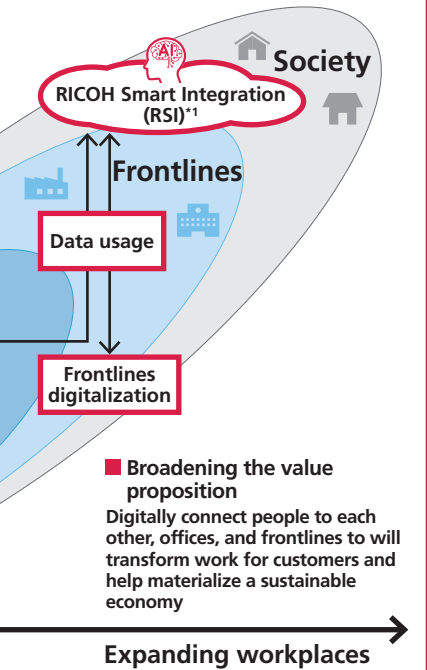 AI
Society
RICOH Smart Integration
(RSI)*1
Frontlines
Data usage
Frontlines
digitalization
Broadening the value
proposition
Digitally connect people to each
other, offices, and frontlines to will
transform work for customers and
help materialize a sustainable
economy
Expanding workplaces